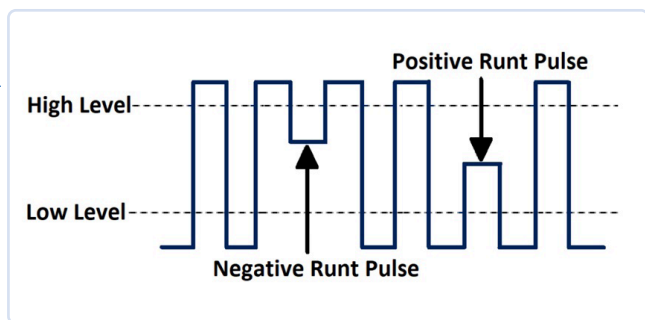 Positive Runt Pulse
High Level
Low Level
Negative Runt Pulse